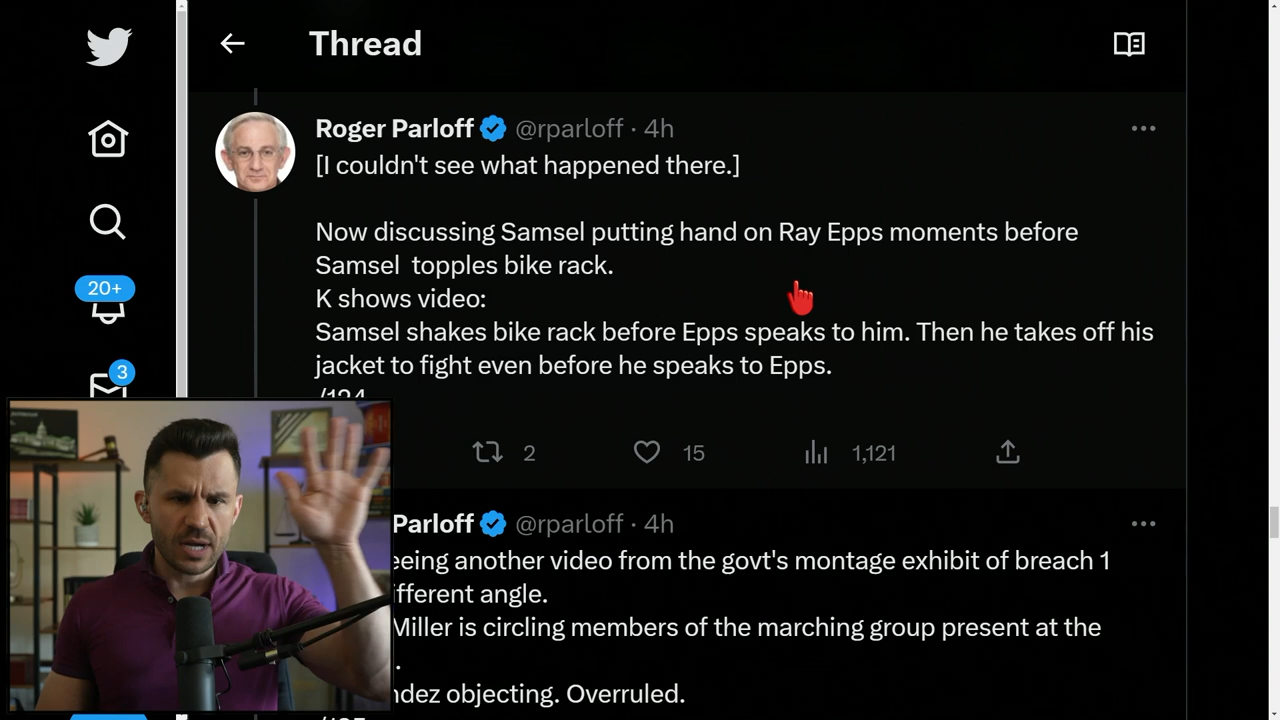 Thread
Roger Parloff @rparloff · 4h
[I couldn't see what happened there.]
Now discussing Samsel putting hand on Ray Epps moments before
Samsel topples bike rack.
K shows video:
Samsel shakes bike rack before Epps speaks to him. Then he takes off his
jacket to fight even before he speaks to Epps.
/124
2 15 1,121
20+
3
Parloff @rparloff · 4h
eeing another video from the govt's montage exhibit of breach 1
ifferent angle.
Miller is circling members of the marching group present at the
.
ndez objecting. Overruled.